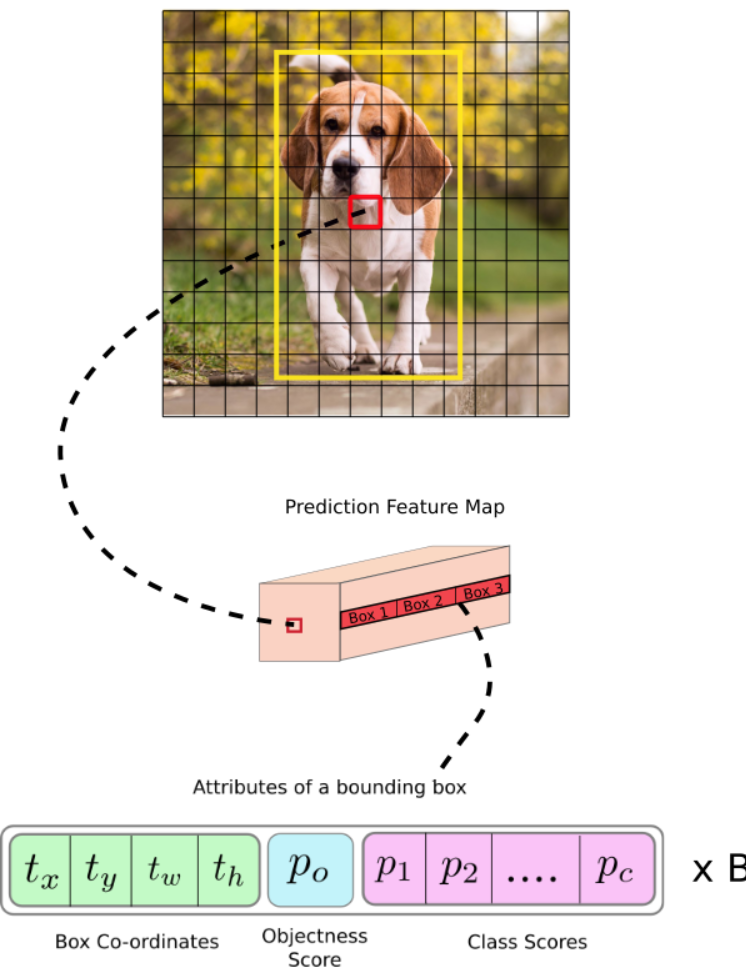 Prediction Feature Map
Box 1 Box 2 Box 3
Attributes of a bounding box
t_x t_y t_w t_h p_o p_1 p_2 .... p_c x B
Box Co-ordinates Objectness Score Class Scores